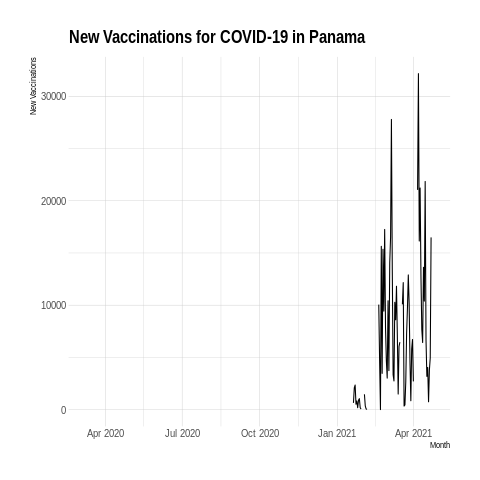 New Vaccinations for COVID-19 in Panama
New Vaccinations
30000
20000
10000
0
Apr 2020 Jul 2020 Oct 2020 Jan 2021 Apr 2021
Month